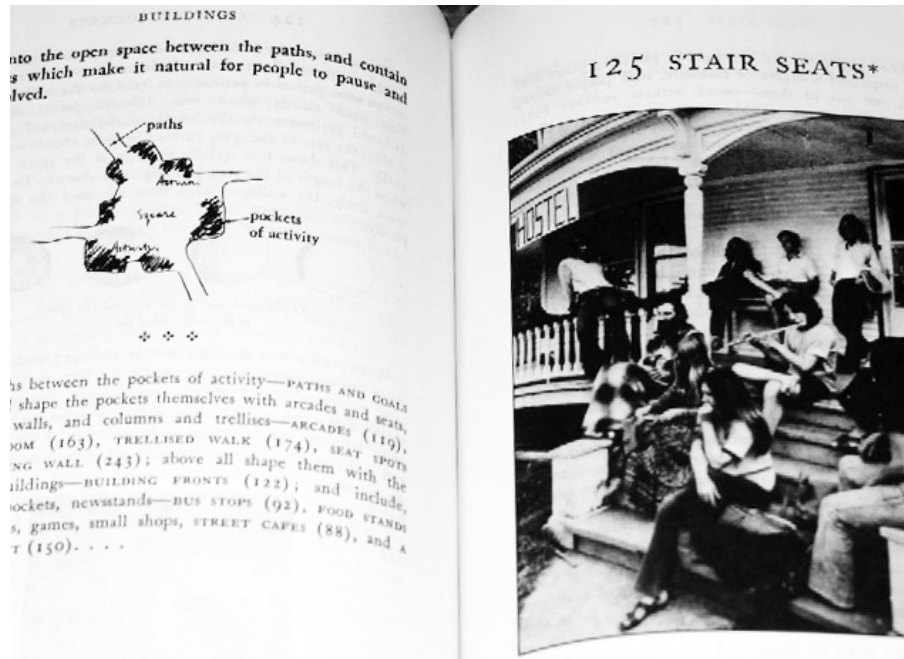 BUILDINGS
into the open space between the paths, and contain
which make it natural for people to pause and
paths
Activity
Square
pockets
of activity
Activity
between the pockets of activity—PATHS AND GOALS
shape the pockets themselves with arcades and seats,
walls, and columns and trellises—ARCADES (119),
OOM (163), TRELLISED WALK (174), SEAT SPOTS
NG WALL (243); above all shape them with the
uildings—BUILDING FRONTS (122); and include,
pockets, newsstands—BUS STOPS (92), FOOD STANDS
s, games, small shops, STREET CAFES (88), and A
T (150). . . .
125 STAIR SEATS*
HOSTEL